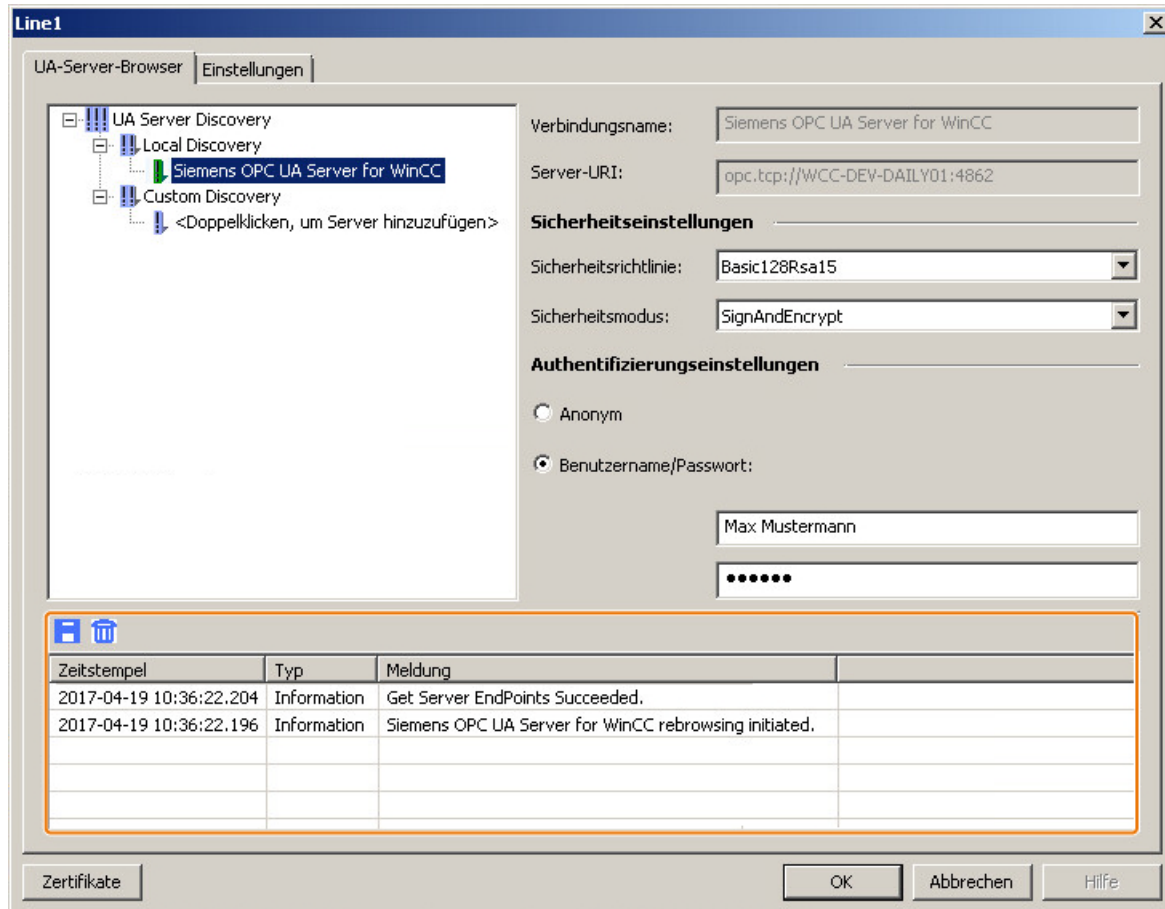 Line1
UA-Server-Browser Einstellungen
UA Server Discovery
Local Discovery
Siemens OPC UA Server for WinCC
Custom Discovery
<Doppelklicken, um Server hinzuzufügen>
Verbindungsname: Siemens OPC UA Server for WinCC
Server-URI: opc.tcp://WCC-DEV-DAILY01:4862
Sicherheitseinstellungen
Sicherheitsrichtlinie: Basic128Rsa15
Sicherheitsmodus: SignAndEncrypt
Authentifizierungseinstellungen
Anonym
Benutzername/Passwort:
Max Mustermann
●●●●●●
Zeitstempel Typ Meldung
2017-04-19 10:36:22.204 Information Get Server EndPoints Succeeded.
2017-04-19 10:36:22.196 Information Siemens OPC UA Server for WinCC rebrowsing initiated.
Zertifikate OK Abbrechen Hilfe